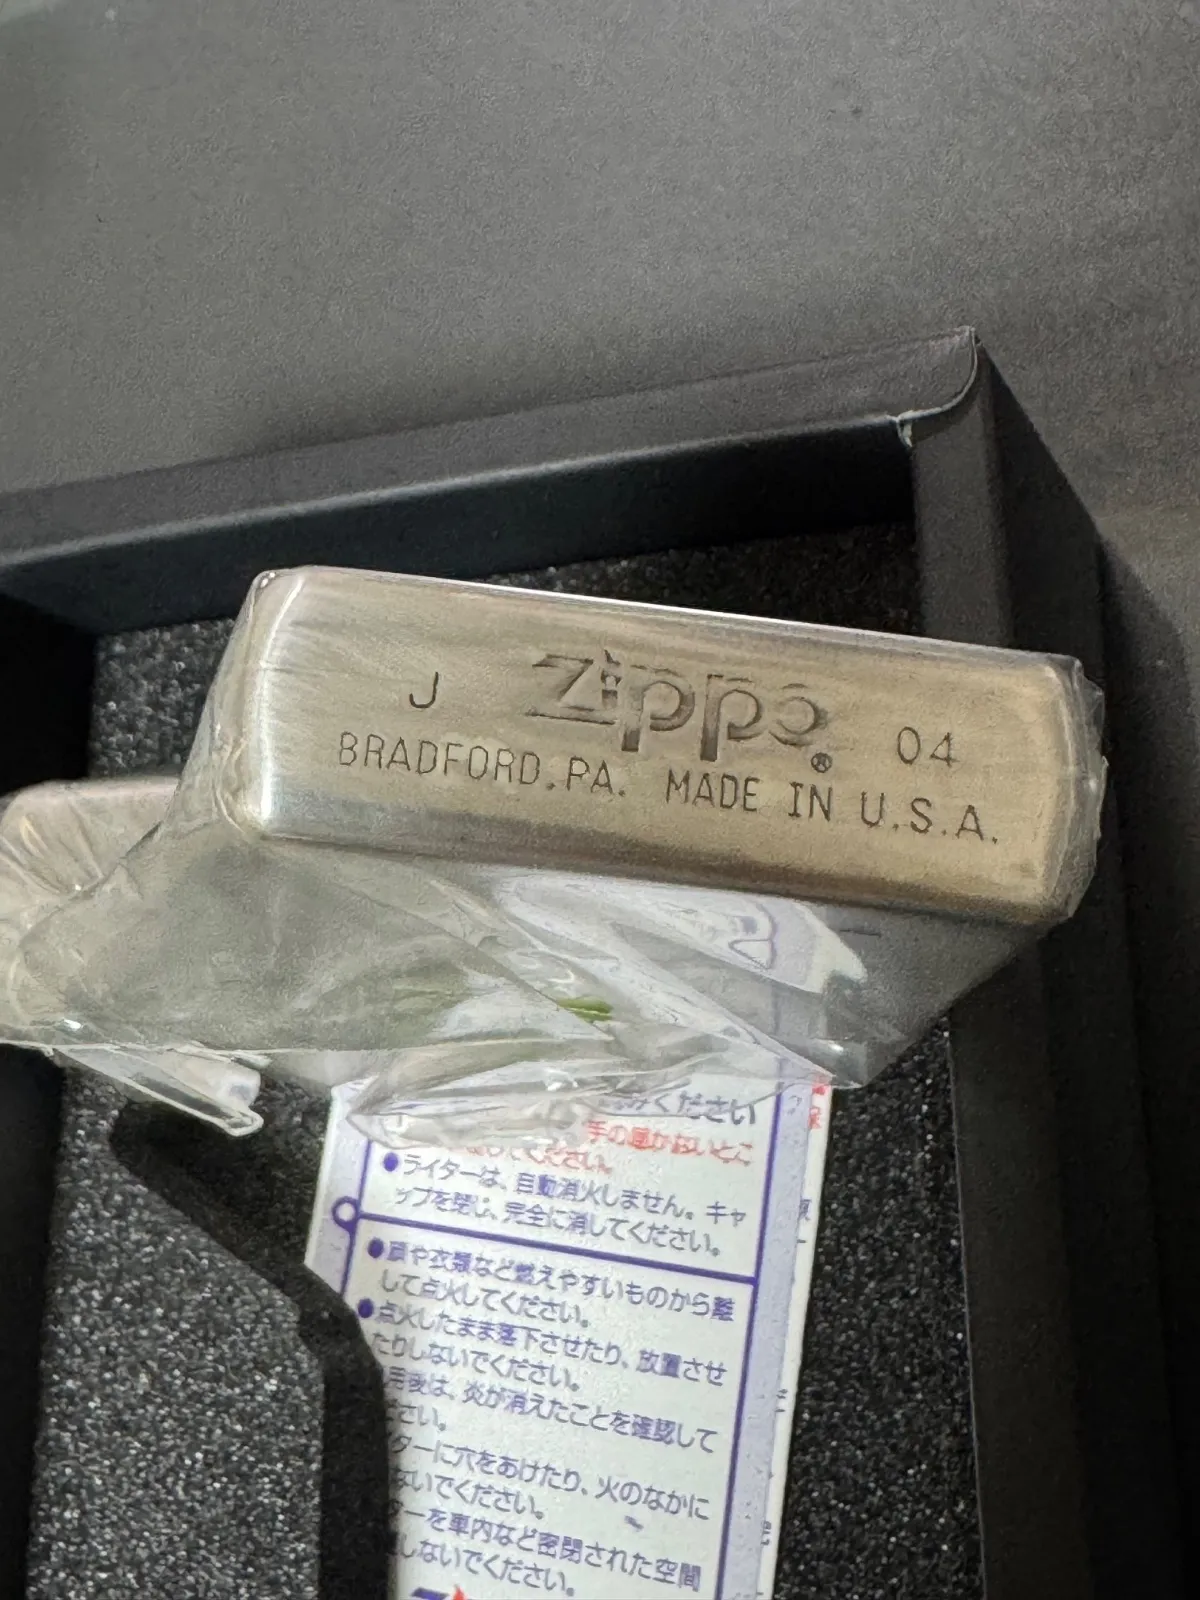 J Zippo® 04
BRADFORD, PA. MADE IN U.S.A.
ください
手の届かないとこ
してください。
●ライターは、自動消火しません。キャ
ップを閉じ、完全に消してください。
●顔や衣類など燃えやすいものから離
して点火してください。
●点火したまま落下させたり、放置させ
たりしないでください。
用後は、炎が消えたことを確認して
さい。
ターに穴をあけたり、火のなかに
ないでください。
ターを車内など密閉された空間
しないでください。